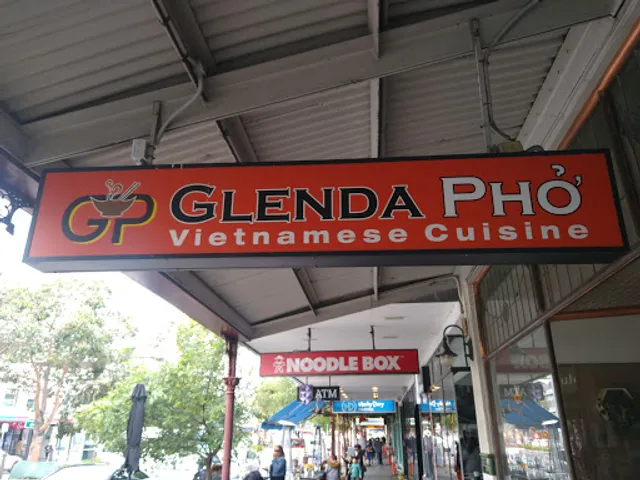 GP GLENDA PHỞ
Vietnamese Cuisine
NOODLE BOX
ATM